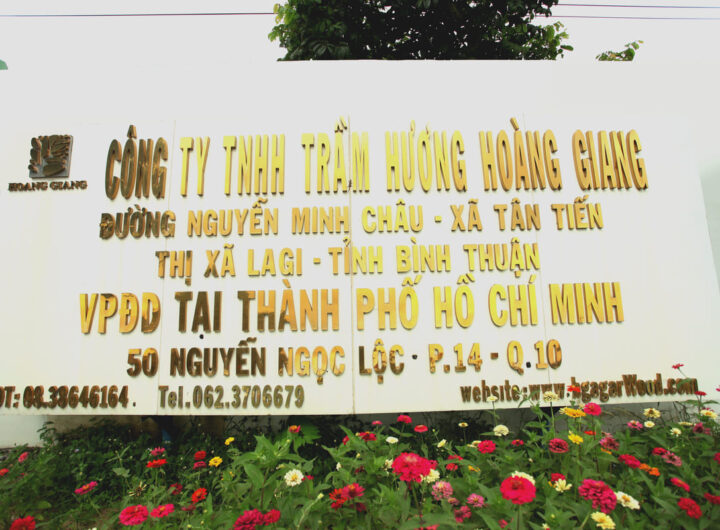 HOANG GIANG
CÔNG TY TNHH TRẦM HƯƠNG HOÀNG GIANG
ĐƯỜNG NGUYỄN MINH CHÂU - XÃ TÂN TIẾN
THỊ XÃ LAGI - TỈNH BÌNH THUẬN
VPĐD TẠI THÀNH PHỐ HỒ CHÍ MINH
50 NGUYỄN NGỌC LỘC - P.14 - Q.10
ĐT: 08.38646164. Tel.062.3706679 website:www.hgagarWood.com